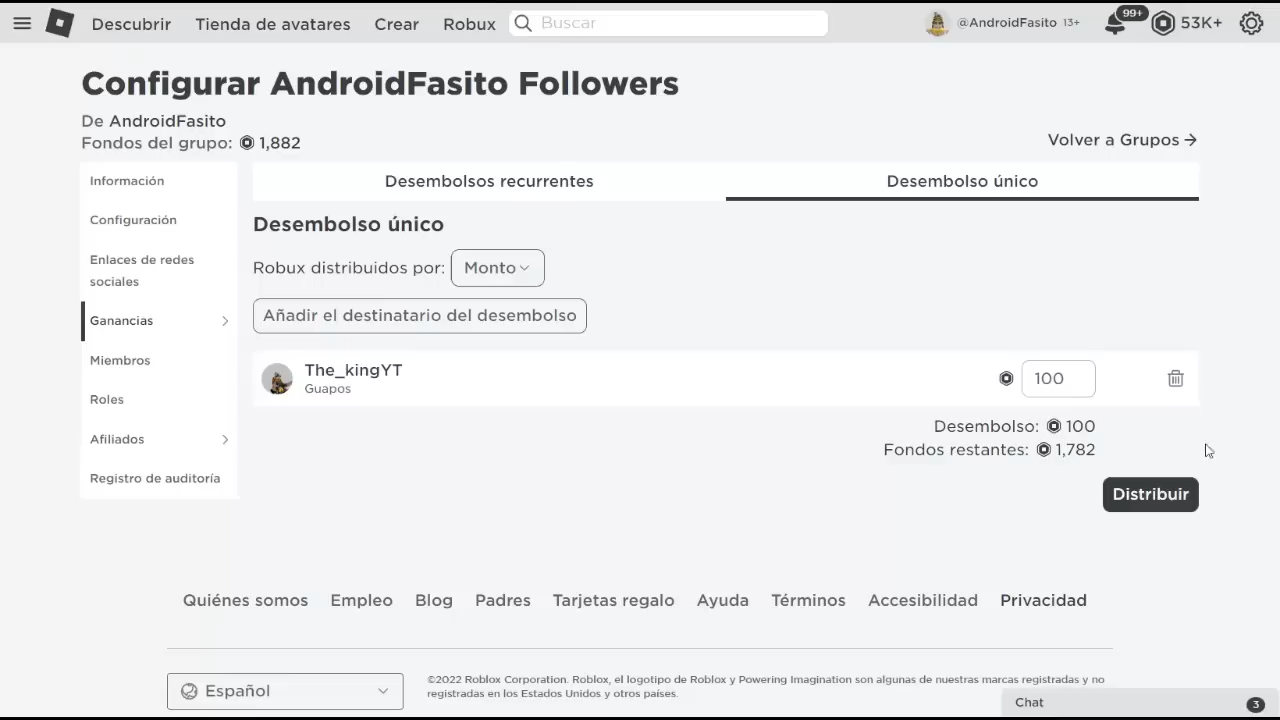 Descubrir Tienda de avatares Crear Robux Buscar @AndroidFasito 13+ 99+ 53K+
Configurar AndroidFasito Followers
De AndroidFasito
Fondos del grupo: 1,882
Volver a Grupos →
Información
Configuración
Enlaces de redes
sociales
Ganancias
Miembros
Roles
Afiliados
Registro de auditoría
Desembolsos recurrentes Desembolso único
Desembolso único
Robux distribuidos por: Monto
Añadir el destinatario del desembolso
The_kingYT
Guapos
100
Desembolso: 100
Fondos restantes: 1,782
Distribuir
Quiénes somos Empleo Blog Padres Tarjetas regalo Ayuda Términos Accesibilidad Privacidad
Español
©2022 Roblox Corporation. Roblox, el logotipo de Roblox y Powering Imagination son algunas de nuestras marcas registradas y no
registradas en los Estados Unidos y otros países.
Chat 3